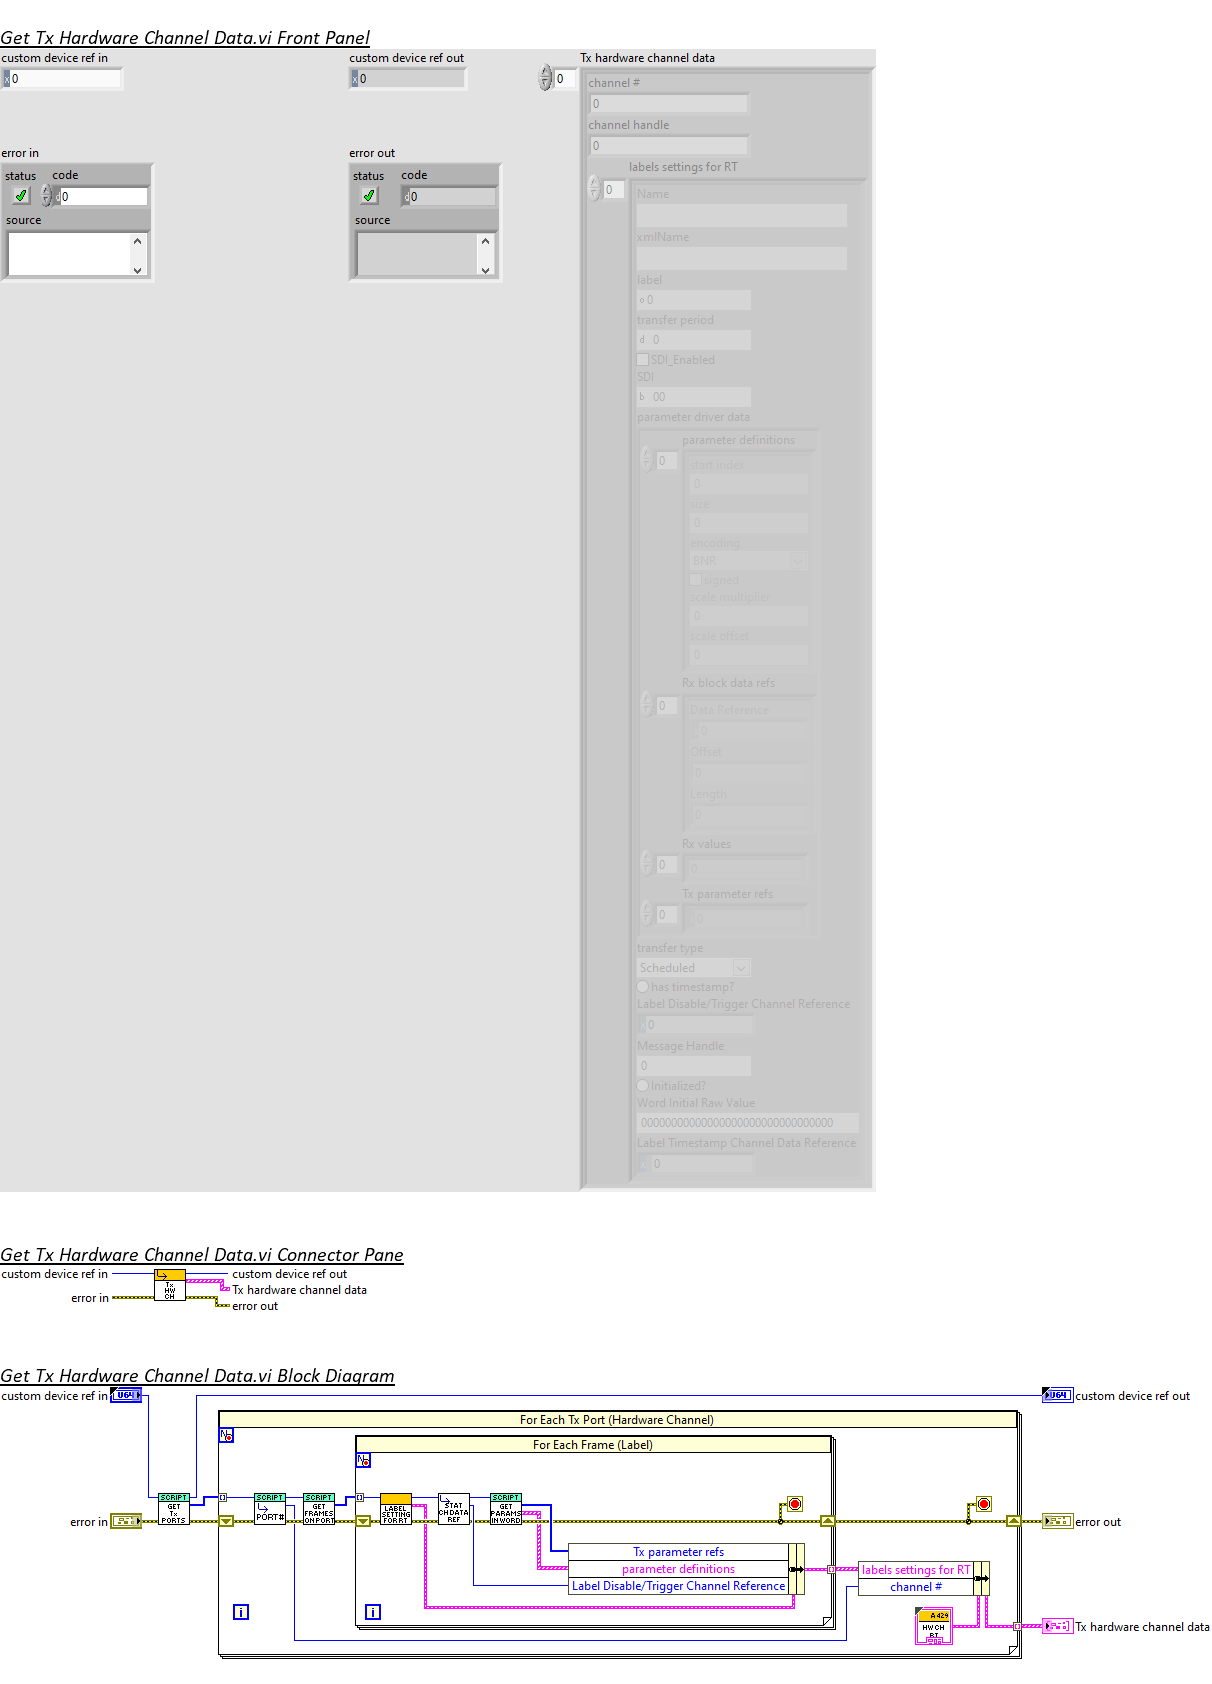 Get Tx Hardware Channel Data.vi Front Panel
custom device ref in
custom device ref out
Tx hardware channel data
x 0
x 0
0
channel #
0
channel handle
0
error in
error out
labels settings for RT
status code
status code
0
d 0
d 0
Name
source
source
xmlName
label
o 0
transfer period
d 0
SDI_Enabled
SDI
b 00
parameter driver data
parameter definitions
0
start index
0
size
0
encoding
BNR
signed
scale multiplier
0
scale offset
0
Rx block data refs
0
Data Reference
0
Offset
0
Length
0
Rx values
0
0
Tx parameter refs
0
0
transfer type
Scheduled
has timestamp?
Label Disable/Trigger Channel Reference
0
Message Handle
0
Initialized?
Word Initial Raw Value
00000000000000000000000000000000
Label Timestamp Channel Data Reference
x 0
Get Tx Hardware Channel Data.vi Connector Pane
custom device ref in
custom device ref out
Tx hardware channel data
error in
error out
Tx
HW
CH
Get Tx Hardware Channel Data.vi Block Diagram
custom device ref in
U64
U64
custom device ref out
For Each Tx Port (Hardware Channel)
N
For Each Frame (Label)
N
SCRIPT
GET
Tx
PORTS
SCRIPT
PORT#
SCRIPT
GET
FRAMES
ON PORT
LABEL
SETTING
FOR RT
STAT
CH DATA
REF
SCRIPT
GET
PARAMS
IN WORD
error in
error out
Tx parameter refs
parameter definitions
Label Disable/Trigger Channel Reference
labels settings for RT
channel #
i
i
A429
HW CH
RT
Tx hardware channel data